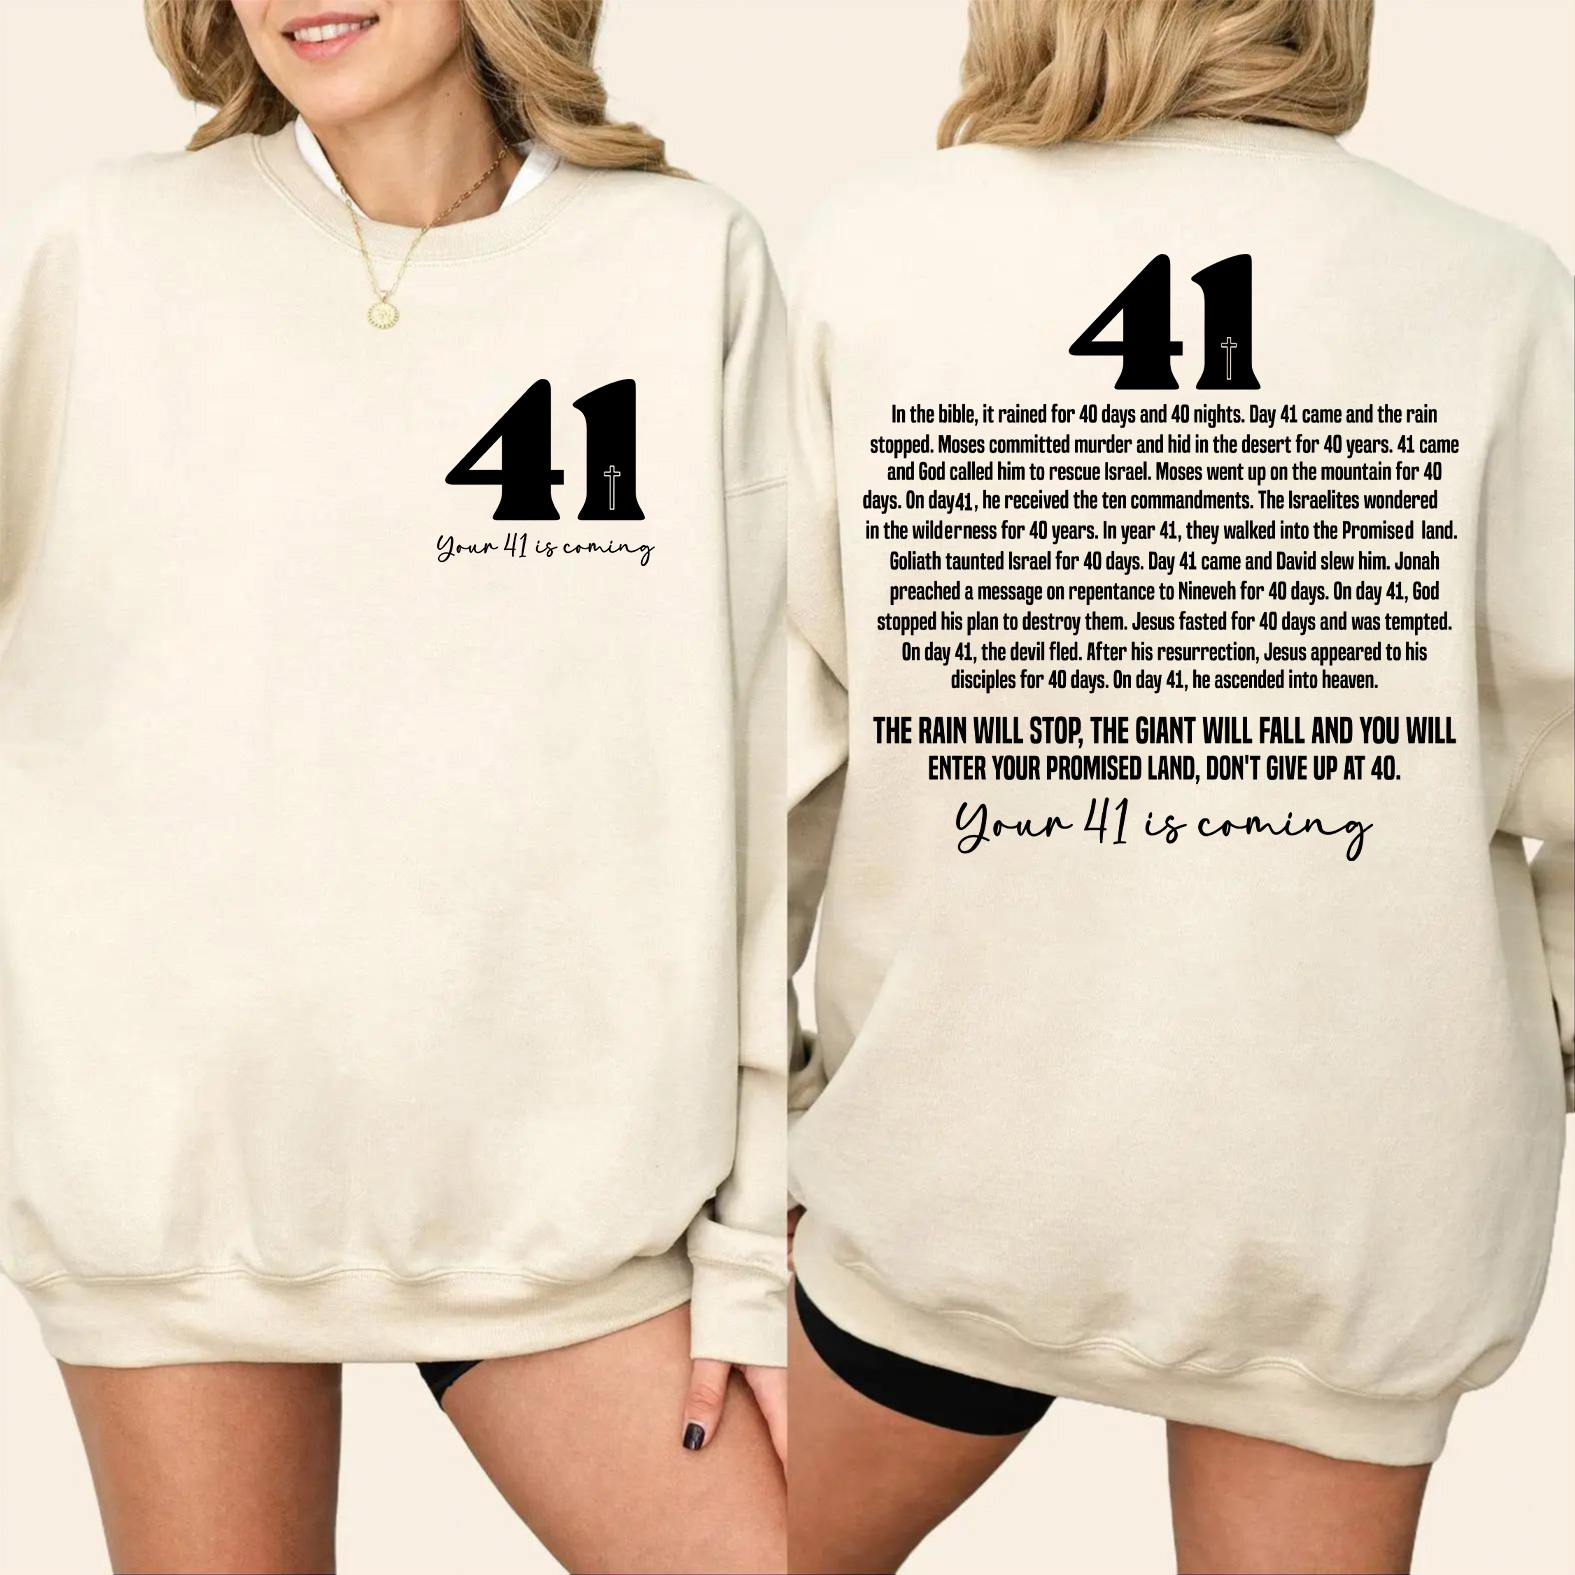 41
Your 41 is coming
41
In the bible, it rained for 40 days and 40 nights. Day 41 came and the rain
stopped. Moses committed murder and hid in the desert for 40 years. 41 came
and God called him to rescue Israel. Moses went up on the mountain for 40
days. On day41, he received the ten commandments. The Israelites wondered
in the wilderness for 40 years. In year 41, they walked into the Promised land.
Goliath taunted Israel for 40 days. Day 41 came and David slew him. Jonah
preached a message on repentance to Nineveh for 40 days. On day 41, God
stopped his plan to destroy them. Jesus fasted for 40 days and was tempted.
On day 41, the devil fled. After his resurrection, Jesus appeared to his
disciples for 40 days. On day 41, he ascended into heaven.
THE RAIN WILL STOP, THE GIANT WILL FALL AND YOU WILL
ENTER YOUR PROMISED LAND, DON'T GIVE UP AT 40.
Your 41 is coming